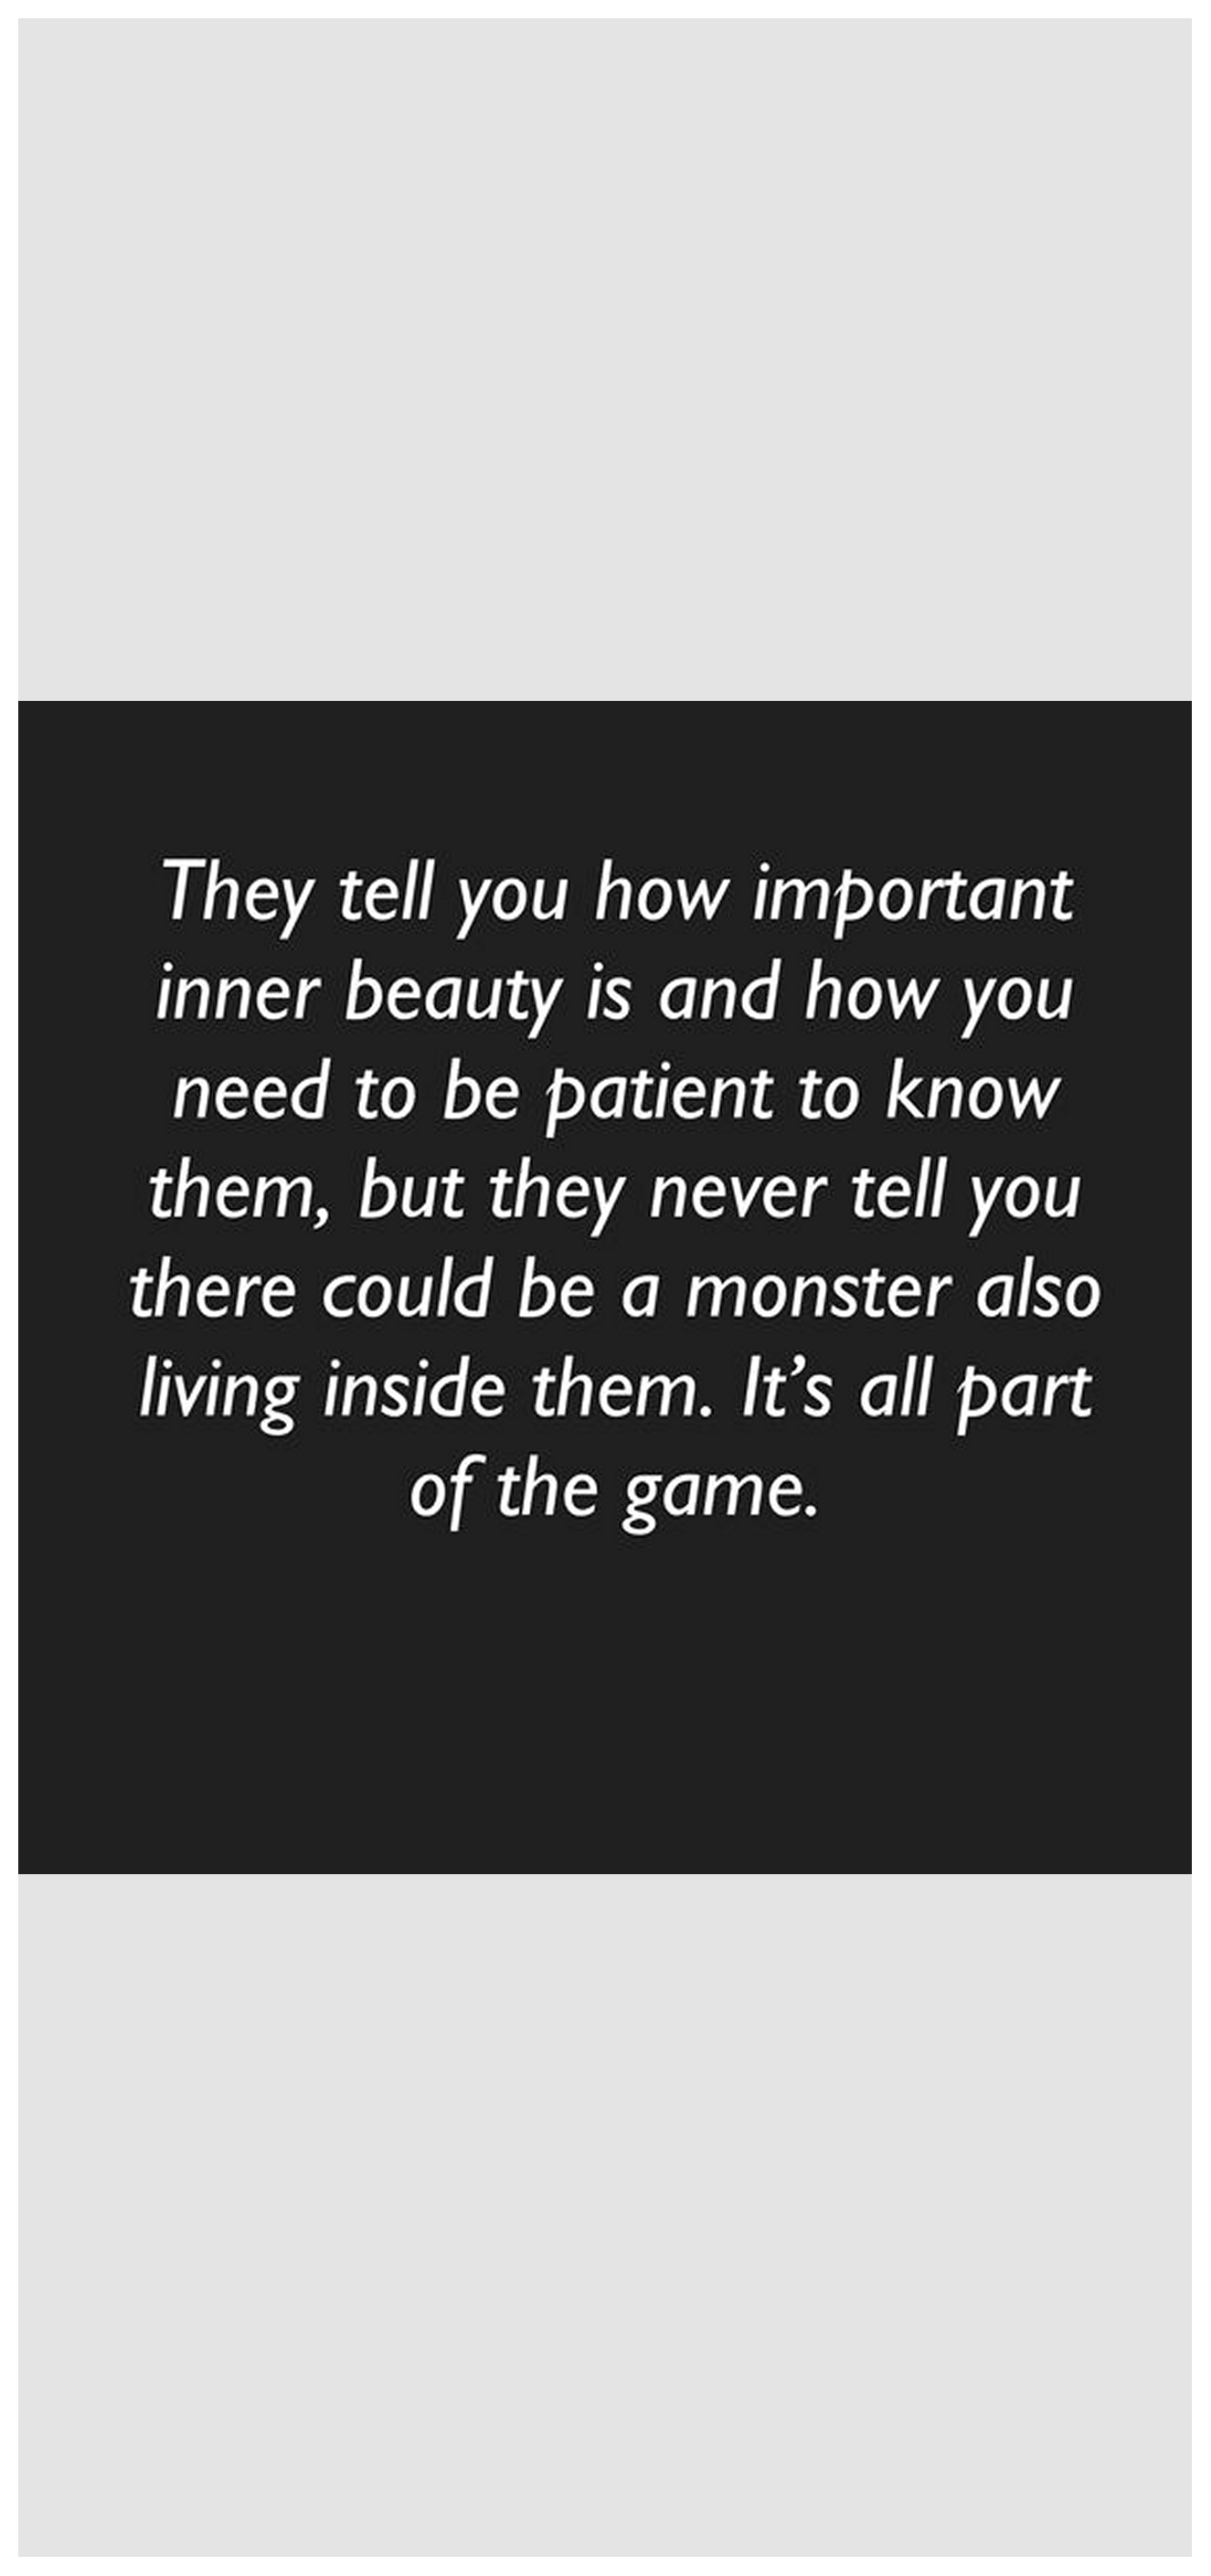 They tell you how important
inner beauty is and how you
need to be patient to know
them, but they never tell you
there could be a monster also
living inside them. It’s all part
of the game.